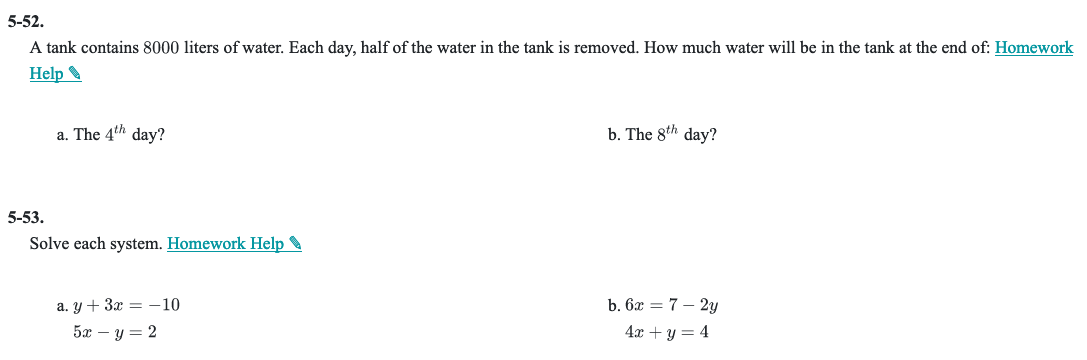 5-52.
A tank contains 8000 liters of water. Each day, half of the water in the tank is removed. How much water will be in the tank at the end of: Homework
Help ✎
a. The 4th day?
b. The 8th day?
5-53.
Solve each system. Homework Help ✎
a. y + 3x = −10
5x − y = 2
b. 6x = 7 − 2y
4x + y = 4